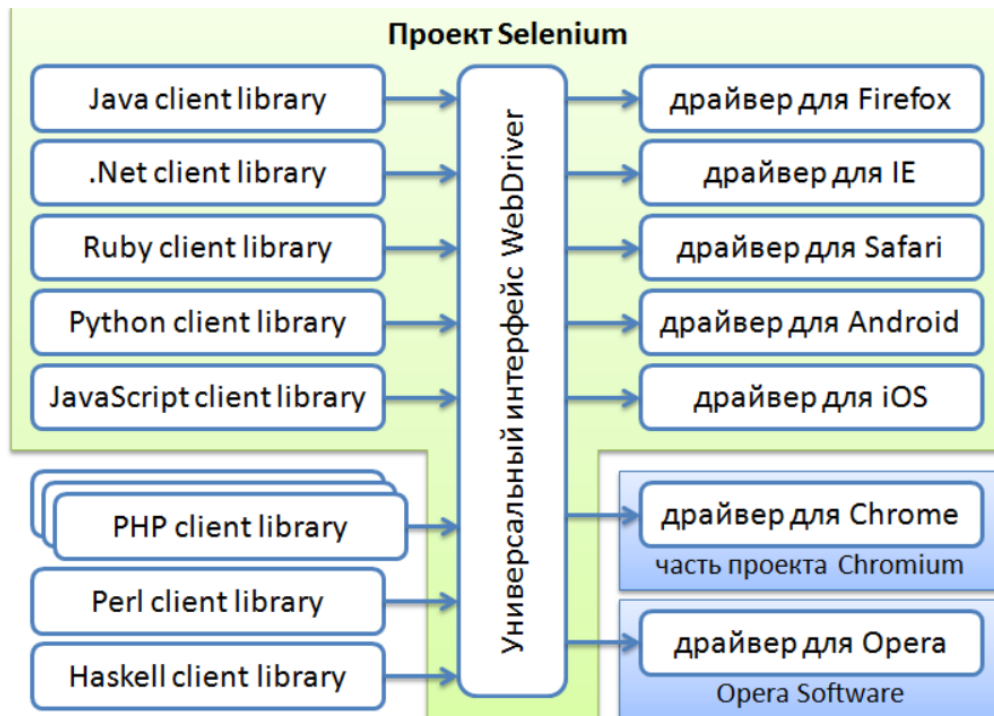 Проект Selenium
Java client library
.Net client library
Ruby client library
Python client library
JavaScript client library
PHP client library
Perl client library
Haskell client library
Универсальный интерфейс WebDriver
драйвер для Firefox
драйвер для IE
драйвер для Safari
драйвер для Android
драйвер для iOS
драйвер для Chrome
часть проекта Chromium
драйвер для Opera
Opera Software